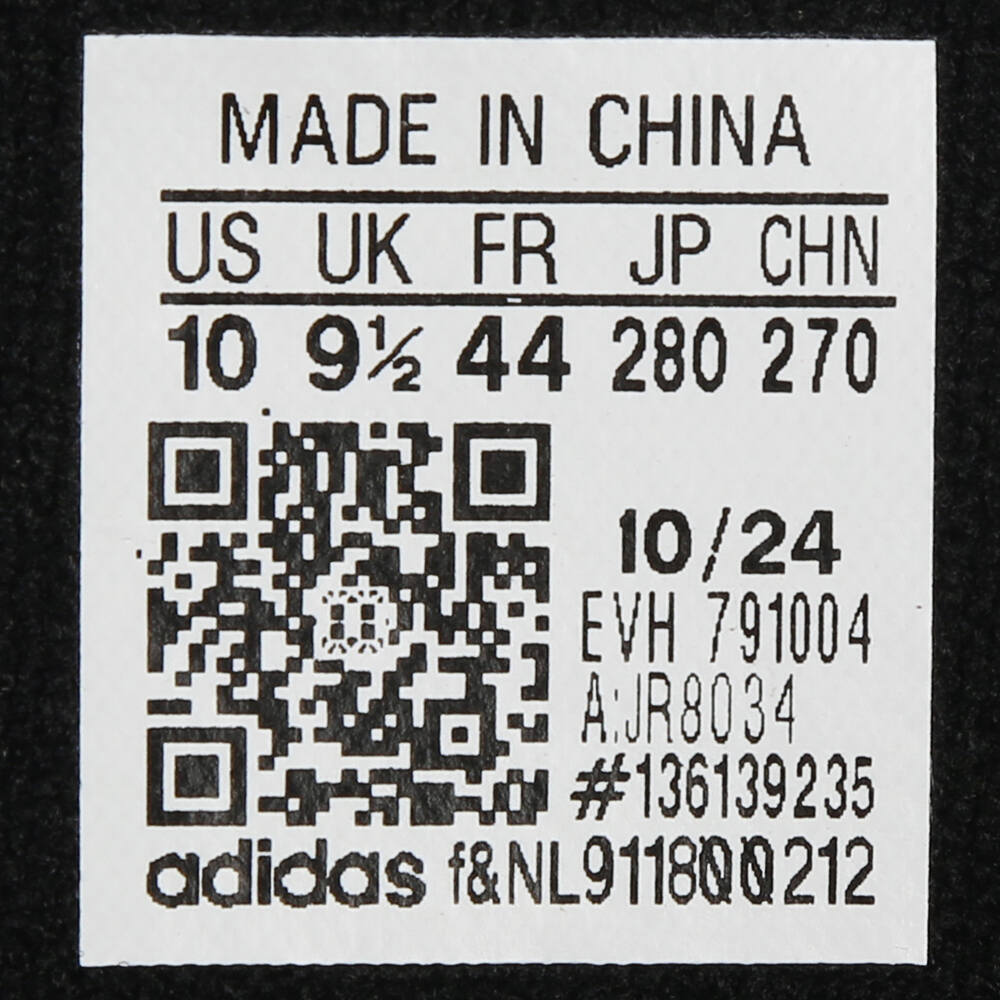 MADE IN CHINA
US UK FR JP CHN
10 9½ 44 280 270
10/24
EVH 791004
A:JR8034
#136139235
adidas f&NL911800212